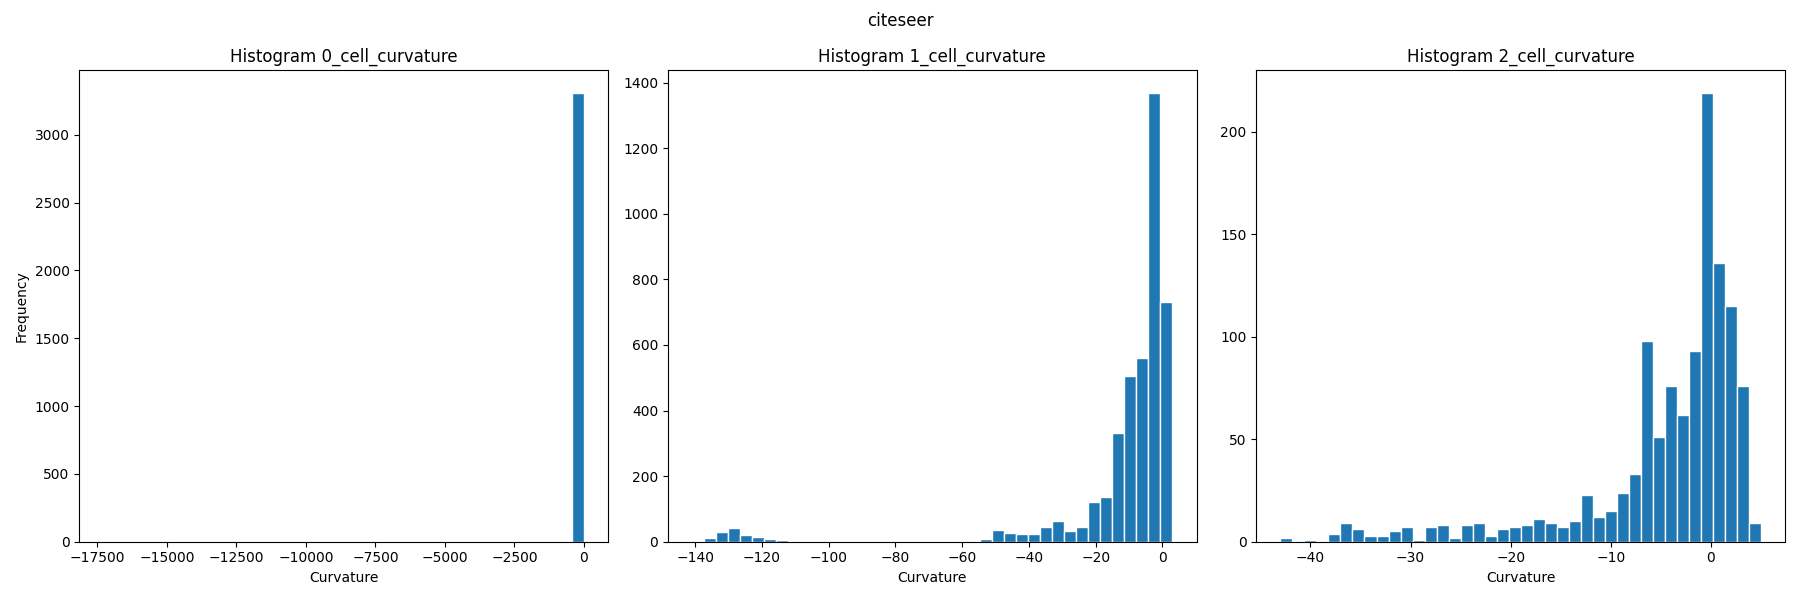 citeseer
Histogram 0_cell_curvature
Histogram 1_cell_curvature
Histogram 2_cell_curvature
Frequency
3000
2500
2000
1500
1000
500
0
−17500 −15000 −12500 −10000 −7500 −5000 −2500 0
Curvature
1400
1200
1000
800
600
400
200
0
−140 −120 −100 −80 −60 −40 −20 0
Curvature
200
150
100
50
0
−40 −30 −20 −10 0
Curvature